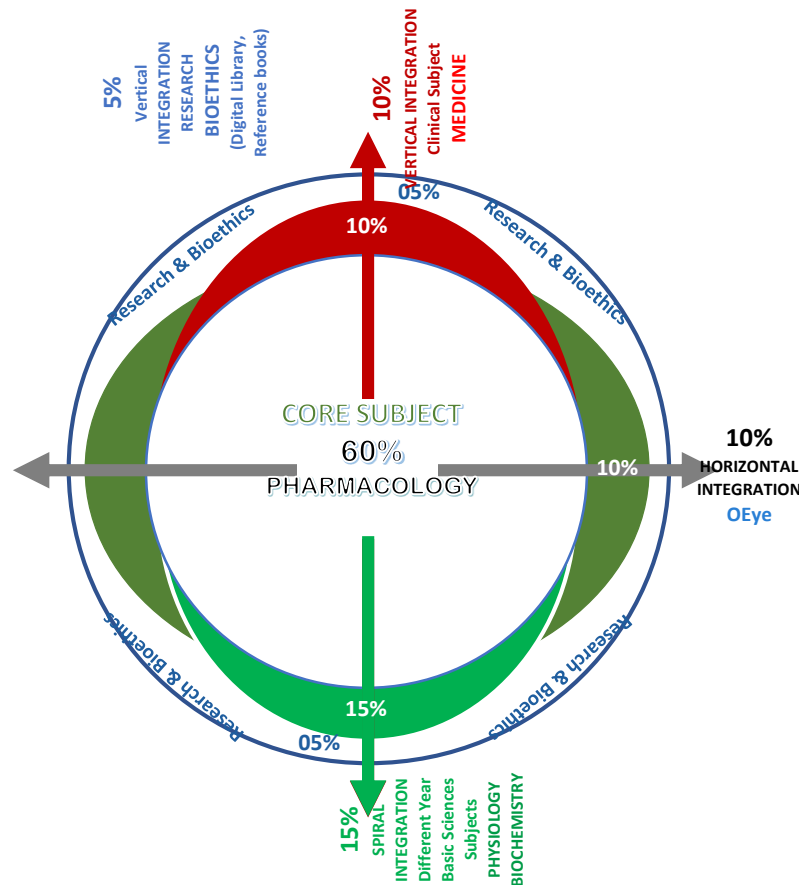 5%
Vertical
INTEGRATION
RESEARCH
BIOETHICS
(Digital Library,
Reference books)
10%
VERTICAL INTEGRATION
Clinical Subject
MEDICINE
05%
10%
Research & Bioethics
Research & Bioethics
CORE SUBJECT
60%
PHARMACOLOGY
10%
10%
HORIZONTAL
INTEGRATION
OEye
Research & Bioethics
Research & Bioethics
15%
05%
15%
SPIRAL
INTEGRATION
Different Year
Basic Sciences
Subjects
PHYSIOLOGY
BIOCHEMISTRY